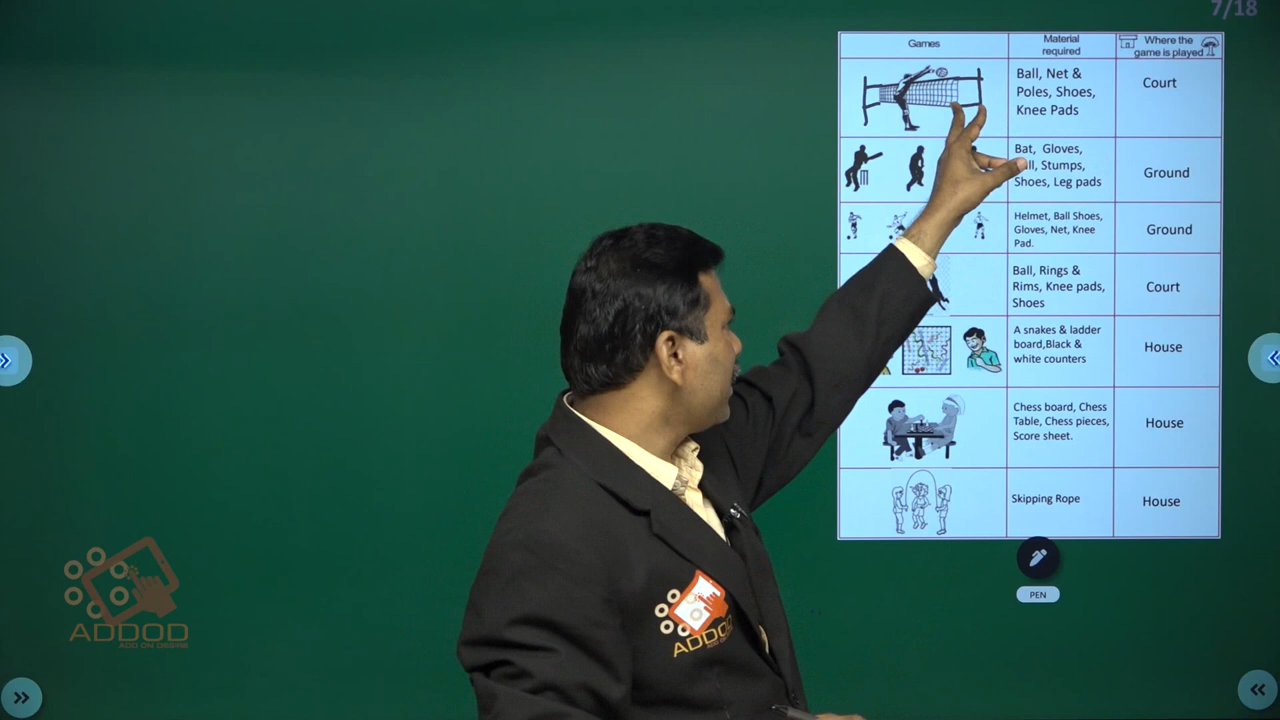 7/18
Games
Material
required
Where the
game is played
Ball, Net &
Poles, Shoes,
Knee Pads
Court
Bat, Gloves,
Stumps,
Shoes, Leg pads
Ground
Helmet, Ball Shoes,
Gloves, Net, Knee
Pad.
Ground
Ball, Rings &
Rims, Knee pads,
Shoes
Court
A snakes & ladder
board,Black &
white counters
House
Chess board, Chess
Table, Chess pieces,
Score sheet.
House
Skipping Rope
House
PEN
ADDOD
ADD ON DESIRE
ADDOD